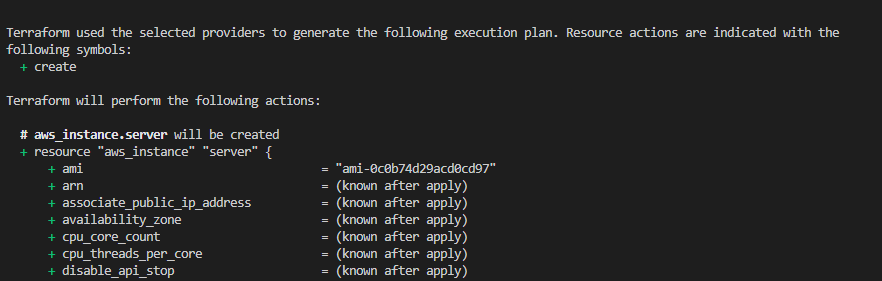 Terraform used the selected providers to generate the following execution plan. Resource actions are indicated with the
following symbols:
+ create
Terraform will perform the following actions:
# aws_instance.server will be created
+ resource "aws_instance" "server" {
+ ami = "ami-0c0b74d29acd0cd97"
+ arn = (known after apply)
+ associate_public_ip_address = (known after apply)
+ availability_zone = (known after apply)
+ cpu_core_count = (known after apply)
+ cpu_threads_per_core = (known after apply)
+ disable_api_stop = (known after apply)